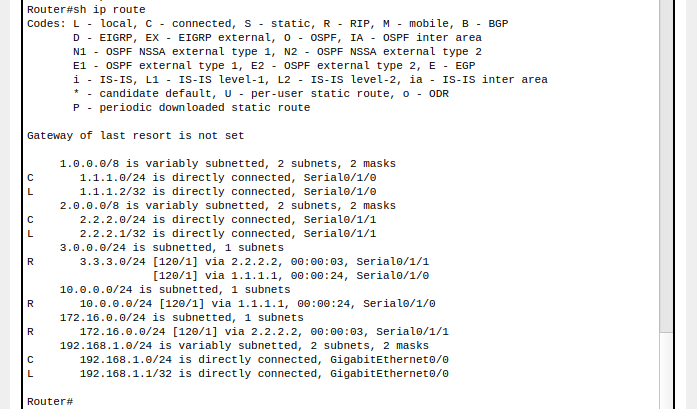 Router#sh ip route
Codes: L - local, C - connected, S - static, R - RIP, M - mobile, B - BGP
       D - EIGRP, EX - EIGRP external, O - OSPF, IA - OSPF inter area
       N1 - OSPF NSSA external type 1, N2 - OSPF NSSA external type 2
       E1 - OSPF external type 1, E2 - OSPF external type 2, E - EGP
       i - IS-IS, L1 - IS-IS level-1, L2 - IS-IS level-2, ia - IS-IS inter area
       * - candidate default, U - per-user static route, o - ODR
       P - periodic downloaded static route

Gateway of last resort is not set

     1.0.0.0/8 is variably subnetted, 2 subnets, 2 masks
C       1.1.1.0/24 is directly connected, Serial0/1/0
L       1.1.1.2/32 is directly connected, Serial0/1/0
     2.0.0.0/8 is variably subnetted, 2 subnets, 2 masks
C       2.2.2.0/24 is directly connected, Serial0/1/1
L       2.2.2.1/32 is directly connected, Serial0/1/1
     3.0.0.0/24 is subnetted, 1 subnets
R       3.3.3.0/24 [120/1] via 2.2.2.2, 00:00:03, Serial0/1/1
                   [120/1] via 1.1.1.1, 00:00:24, Serial0/1/0
     10.0.0.0/24 is subnetted, 1 subnets
R       10.0.0.0/24 [120/1] via 1.1.1.1, 00:00:24, Serial0/1/0
     172.16.0.0/24 is subnetted, 1 subnets
R       172.16.0.0/24 [120/1] via 2.2.2.2, 00:00:03, Serial0/1/1
     192.168.1.0/24 is variably subnetted, 2 subnets, 2 masks
C       192.168.1.0/24 is directly connected, GigabitEthernet0/0
L       192.168.1.1/32 is directly connected, GigabitEthernet0/0

Router#